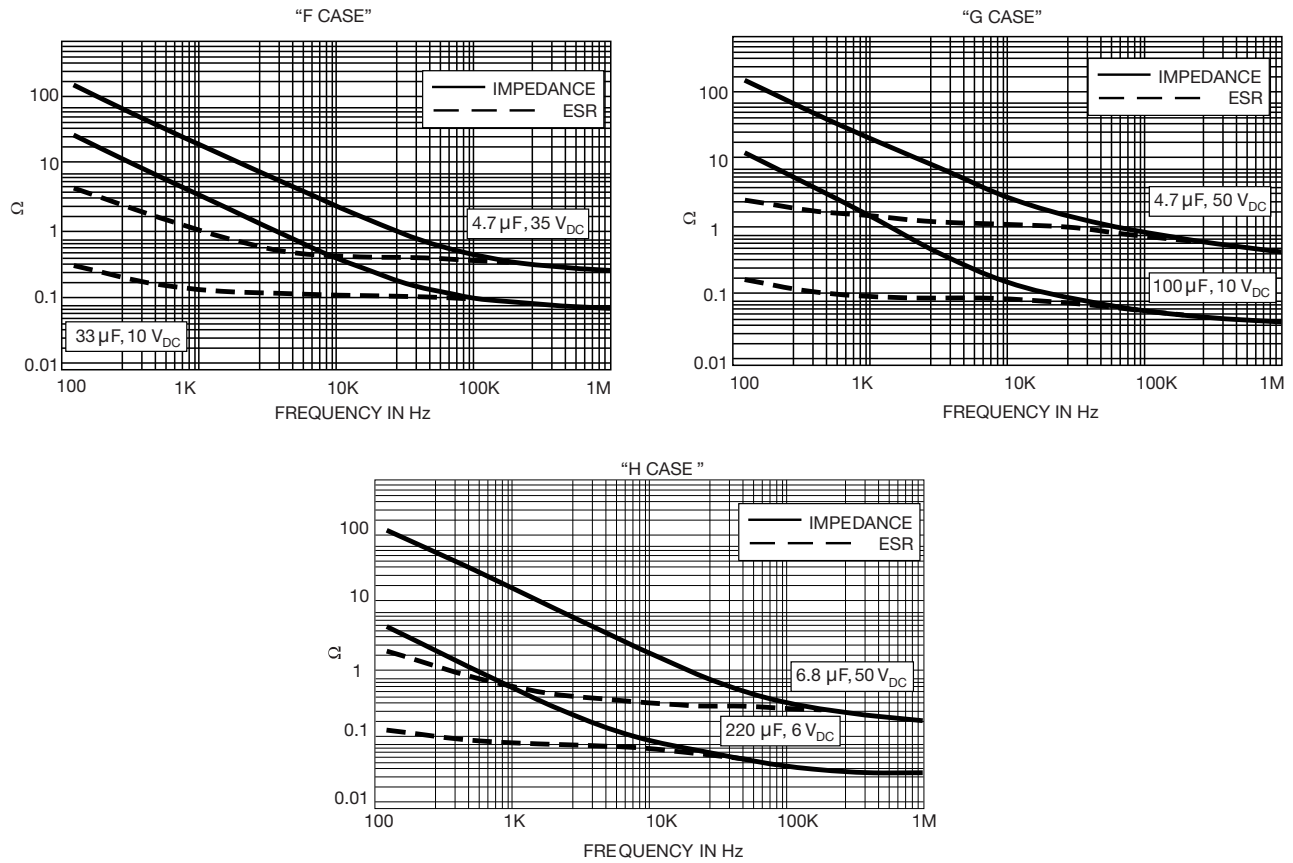 “F CASE”
100
10
Ω
1
0.1
0.01
IMPEDANCE
ESR
4.7 µF, 35 VDC
33 µF, 10 VDC
100
1K
10K
100K
1M
FREQUENCY IN Hz
“G CASE”
100
10
Ω
1
0.1
0.01
IMPEDANCE
ESR
4.7 µF, 50 VDC
100 µF, 10 VDC
100
1K
10K
100K
1M
FREQUENCY IN Hz
“H CASE ”
100
10
Ω
1
0.1
0.01
IMPEDANCE
ESR
6.8 µF, 50 VDC
220 µF, 6 VDC
100
1K
10K
100K
1M
FREQUENCY IN Hz